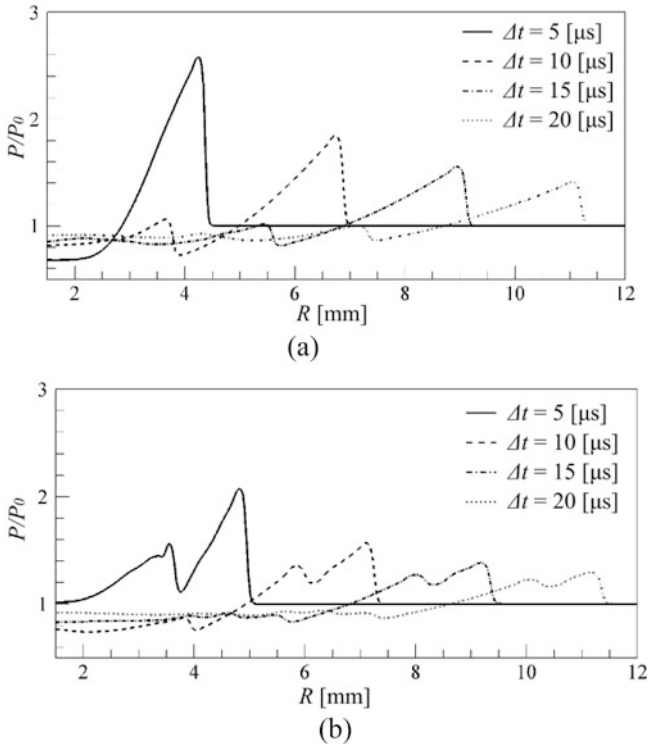 3
2
1
P/P₀
Δt = 5 [μs]
Δt = 10 [μs]
Δt = 15 [μs]
Δt = 20 [μs]
2 4 6 8 10 12
R [mm]
(a)
3
2
1
P/P₀
Δt = 5 [μs]
Δt = 10 [μs]
Δt = 15 [μs]
Δt = 20 [μs]
2 4 6 8 10 12
R [mm]
(b)